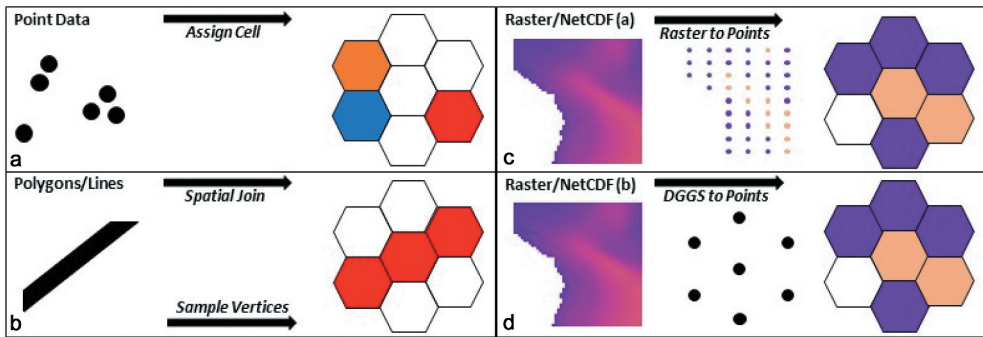 Point Data
Assign Cell
a
Polygons/Lines
Spatial Join
Sample Vertices
b
Raster/NetCDF (a)
Raster to Points
c
Raster/NetCDF (b)
DGGS to Points
d